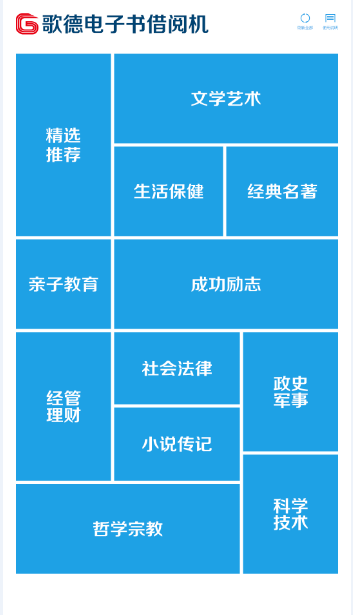 歌德电子书借阅机
精选
推荐
文学艺术
生活保健
经典名著
亲子教育
成功励志
经管
理财
社会法律
政史
军事
小说传记
科学
技术
哲学宗教